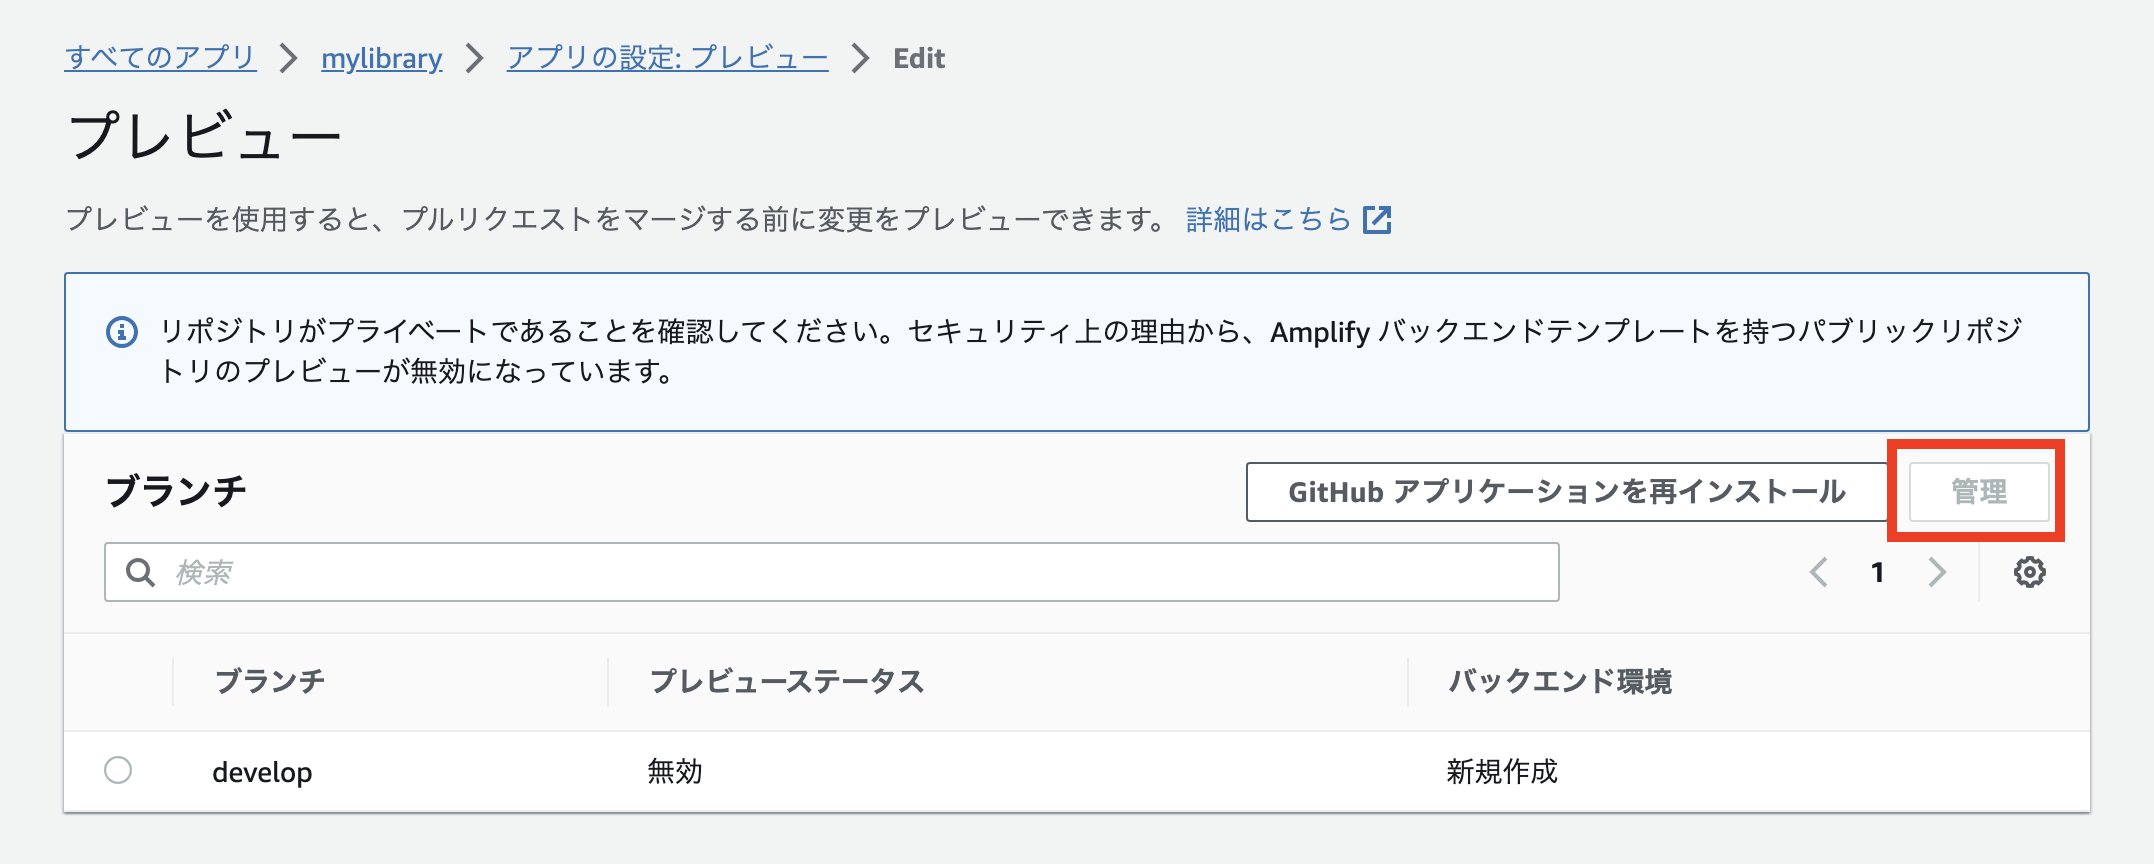 すべてのアプリ > mylibrary > アプリの設定: プレビュー > Edit
プレビュー
プレビューを使用すると、プルリクエストをマージする前に変更をプレビューできます。 詳細はこちら
リポジトリがプライベートであることを確認してください。セキュリティ上の理由から、Amplify バックエンドテンプレートを持つパブリックリポジ
トリのプレビューが無効になっています。
ブランチ GitHub アプリケーションを再インストール 管理
検索 1
ブランチ プレビューステータス バックエンド環境
develop 無効 新規作成